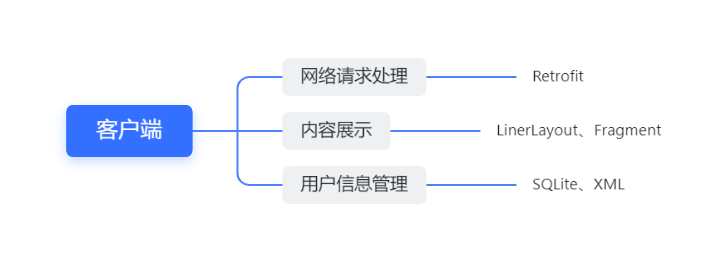 客户端
网络请求处理
Retrofit
内容展示
LinerLayout、Fragment
用户信息管理
SQLite、XML